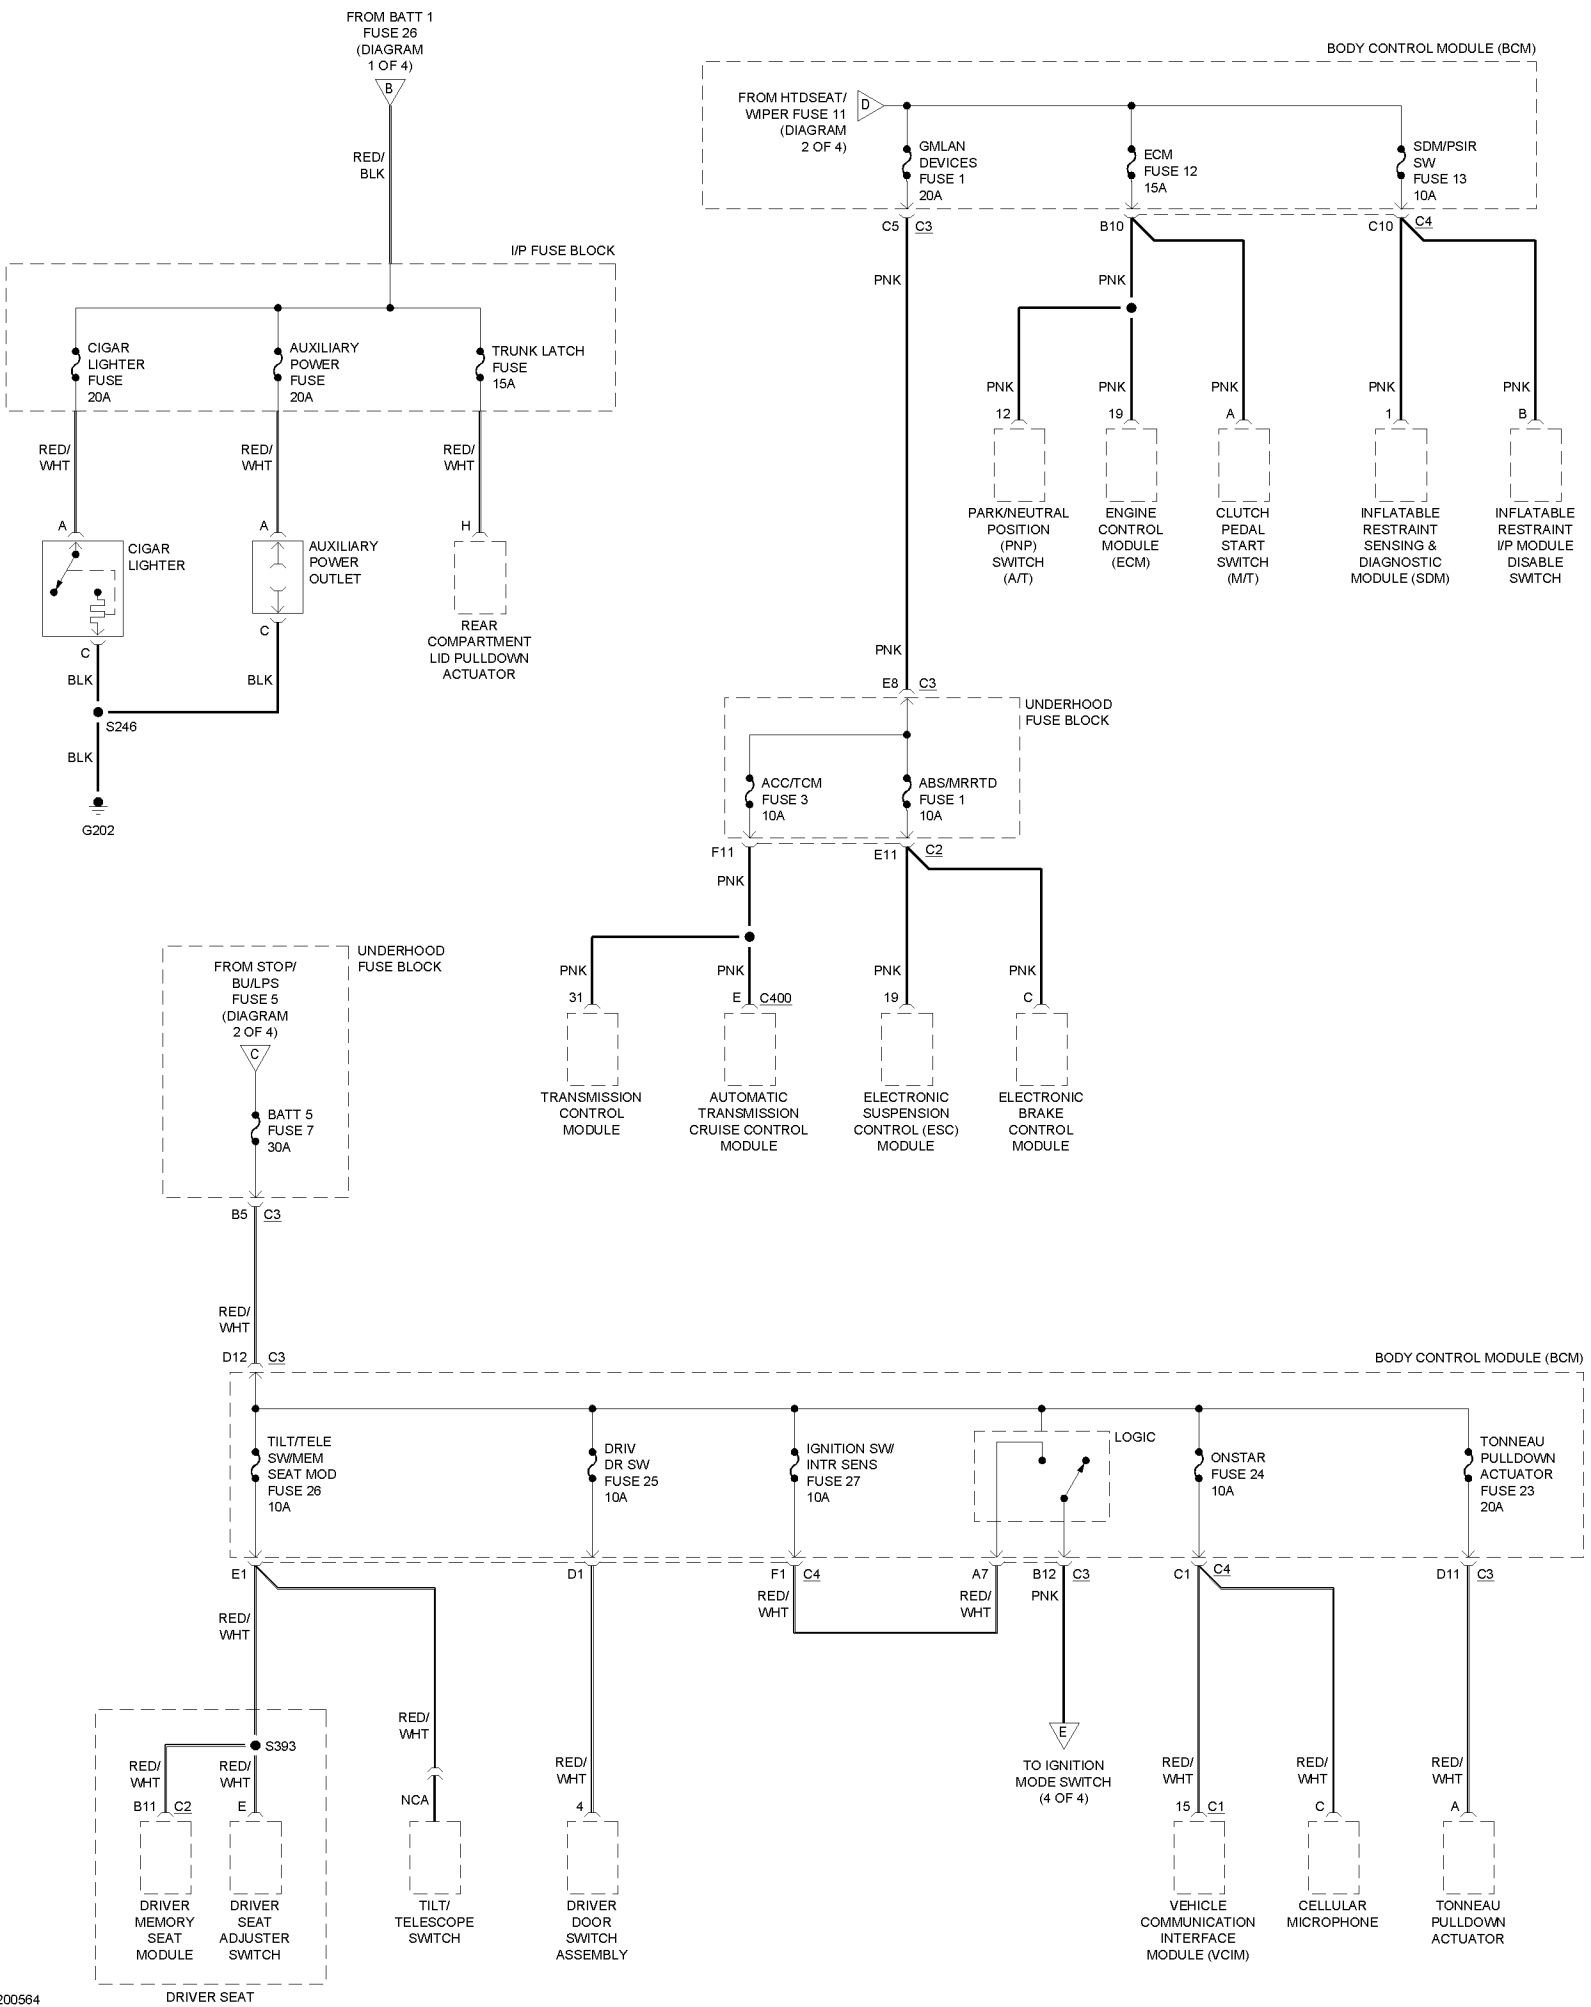 FROM BATT 1
FUSE 26
(DIAGRAM
1 OF 4)
B
RED/
BLK
I/P FUSE BLOCK
CIGAR
LIGHTER
FUSE
20A
AUXILIARY
POWER
FUSE
20A
TRUNK LATCH
FUSE
15A
RED/
WHT
RED/
WHT
RED/
WHT
A
A
H
CIGAR
LIGHTER
AUXILIARY
POWER
OUTLET
REAR
COMPARTMENT
LID PULLDOWN
ACTUATOR
C
C
BLK
BLK
S246
BLK
G202
BODY CONTROL MODULE (BCM)
FROM HTDSEAT/
WIPER FUSE 11
(DIAGRAM
2 OF 4)
D
GMLAN
DEVICES
FUSE 1
20A
ECM
FUSE 12
15A
SDM/PSIR
SW
FUSE 13
10A
C5 C3
B10
C10 C4
PNK
PNK
PNK
PNK
PNK
PNK
PNK
12
19
A
1
B
PARK/NEUTRAL
POSITION
(PNP)
SWITCH
(A/T)
ENGINE
CONTROL
MODULE
(ECM)
CLUTCH
PEDAL
START
SWITCH
(M/T)
INFLATABLE
RESTRAINT
SENSING &
DIAGNOSTIC
MODULE (SDM)
INFLATABLE
RESTRAINT
I/P MODULE
DISABLE
SWITCH
PNK
E8 C3
UNDERHOOD
FUSE BLOCK
ACC/TCM
FUSE 3
10A
ABS/MRRTD
FUSE 1
10A
F11
E11 C2
PNK
PNK
PNK
PNK
PNK
31
E C400
19
C
TRANSMISSION
CONTROL
MODULE
AUTOMATIC
TRANSMISSION
CRUISE CONTROL
MODULE
ELECTRONIC
SUSPENSION
CONTROL (ESC)
MODULE
ELECTRONIC
BRAKE
CONTROL
MODULE
UNDERHOOD
FUSE BLOCK
FROM STOP/
BU/LPS
FUSE 5
(DIAGRAM
2 OF 4)
C
BATT 5
FUSE 7
30A
B5 C3
RED/
WHT
D12 C3
BODY CONTROL MODULE (BCM)
TILT/TELE
SW/MEM
SEAT MOD
FUSE 26
10A
DRIV
DR SW
FUSE 25
10A
IGNITION SW/
INTR SENS
FUSE 27
10A
LOGIC
ONSTAR
FUSE 24
10A
TONNEAU
PULLDOWN
ACTUATOR
FUSE 23
20A
E1
D1
F1 C4
A7
B12 C3
C1 C4
D11 C3
RED/
WHT
RED/
WHT
RED/
WHT
PNK
E
TO IGNITION
MODE SWITCH
(4 OF 4)
S393
RED/
WHT
RED/
WHT
RED/
WHT
NCA
RED/
WHT
RED/
WHT
RED/
WHT
RED/
WHT
B11 C2
E
4
15 C1
C
A
DRIVER
MEMORY
SEAT
MODULE
DRIVER
SEAT
ADJUSTER
SWITCH
TILT/
TELESCOPE
SWITCH
DRIVER
DOOR
SWITCH
ASSEMBLY
VEHICLE
COMMUNICATION
INTERFACE
MODULE (VCIM)
CELLULAR
MICROPHONE
TONNEAU
PULLDOWN
ACTUATOR
DRIVER SEAT
200564